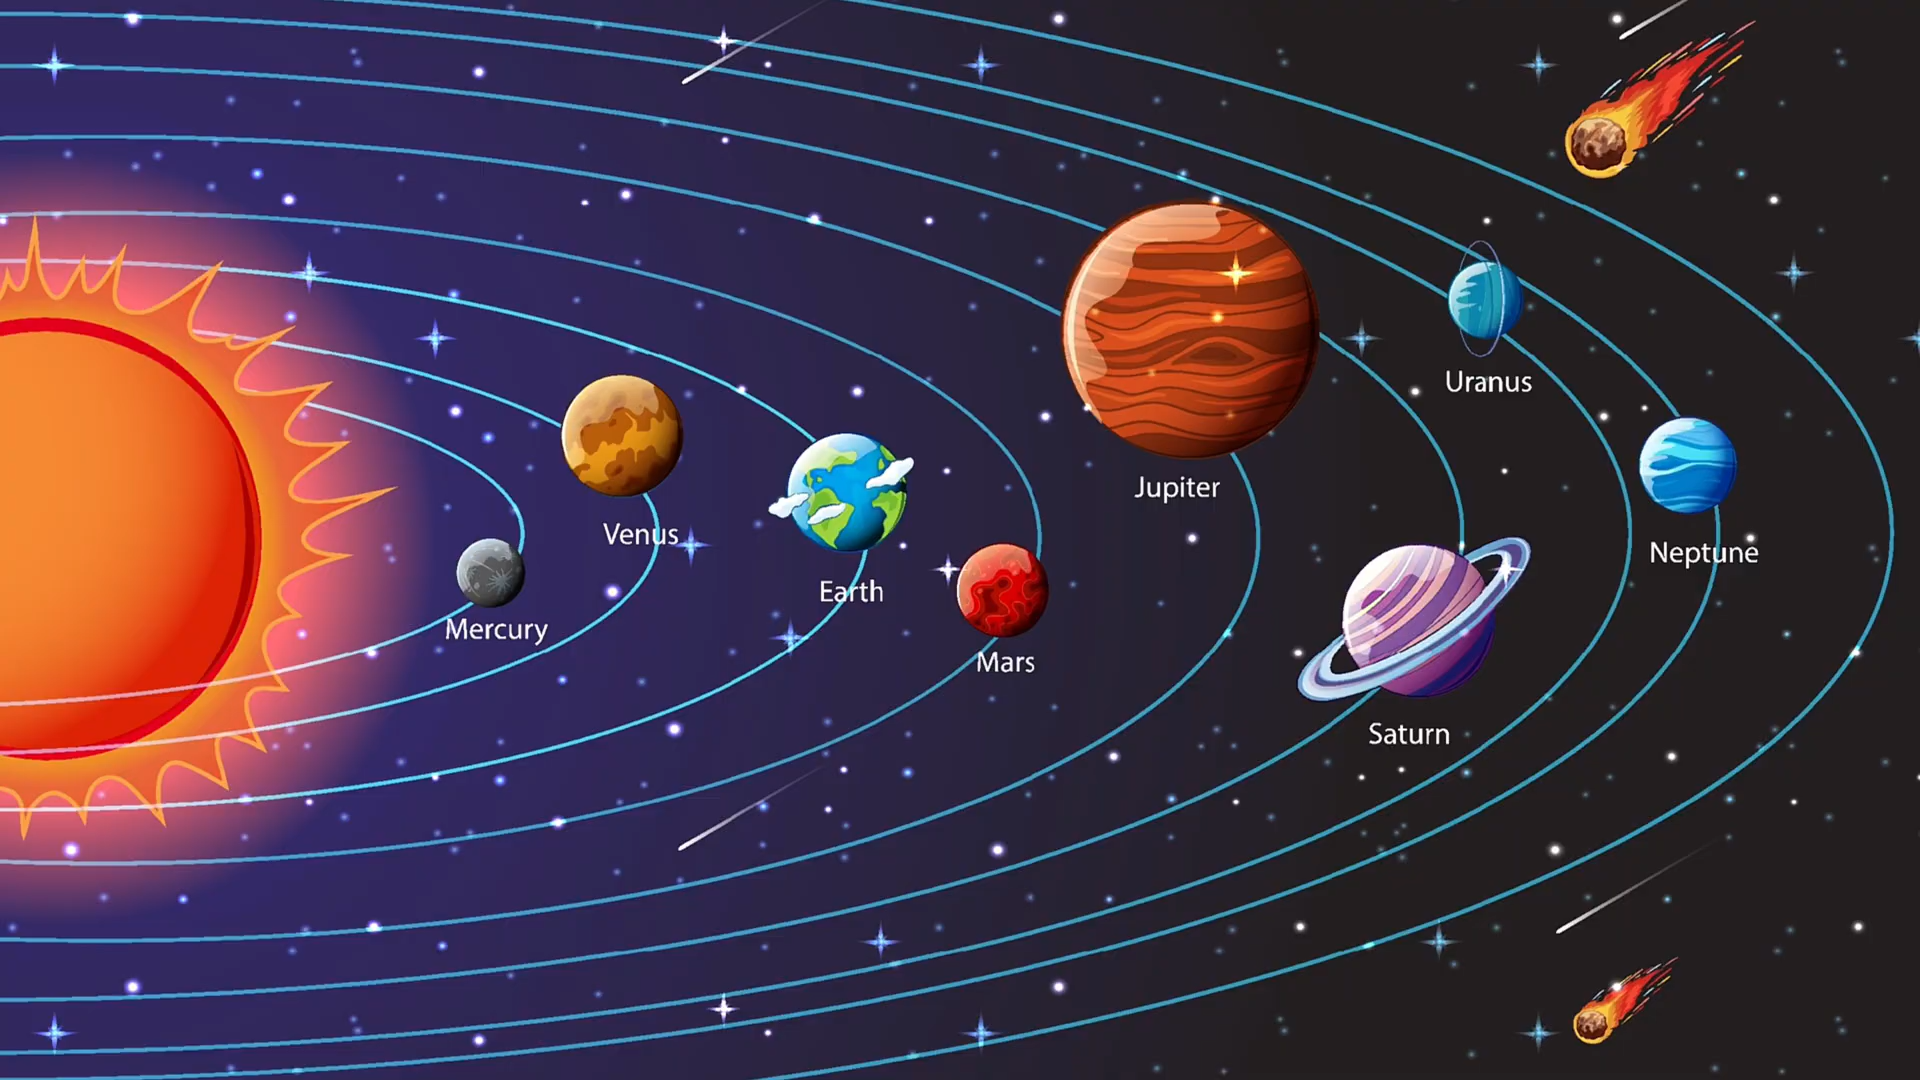 Mercury
Venus
Earth
Mars
Jupiter
Saturn
Uranus
Neptune